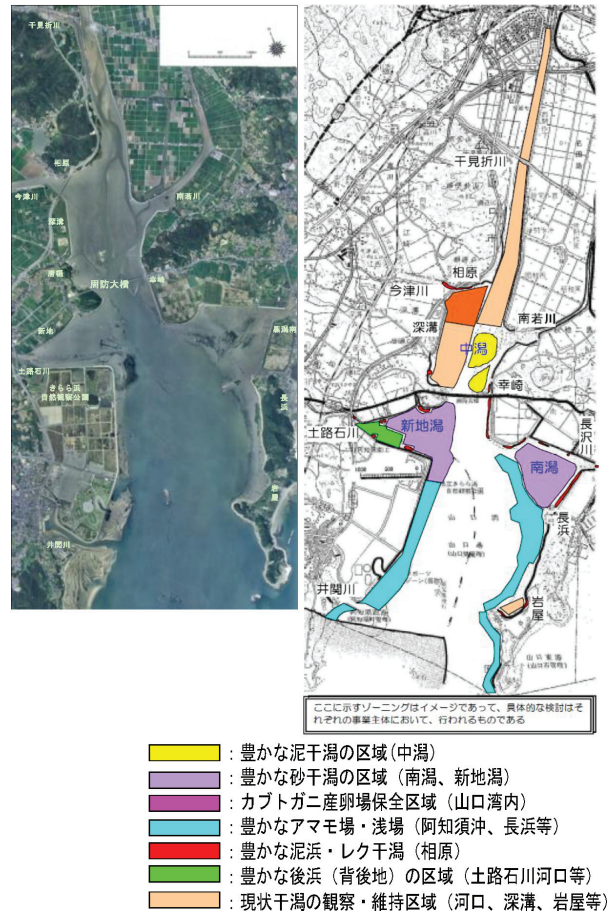 干見折川
相原
今津川
南若川
深溝
周防大橋
幸崎
新地
土路石川
きらら浜
自然観察公園
長浜
岩屋
井関川
干見折川
相原
今津川
南若川
深溝
中潟
幸崎
新地潟
土路石川
長沢川
南潟
長浜
井関川
岩屋
ここに示すゾーニングはイメージであって、具体的な検討はそ
れぞれの事業主体において、行われるものである
：豊かな泥干潟の区域(中潟)
：豊かな砂干潟の区域（南潟、新地潟）
：カブトガニ産卵場保全区域（山口湾内）
：豊かなアマモ場・浅場（阿知須沖、長浜等）
：豊かな泥浜・レク干潟（相原）
：豊かな後浜（背後地）の区域（土路石川河口等）
：現状干潟の観察・維持区域（河口、深溝、岩屋等）